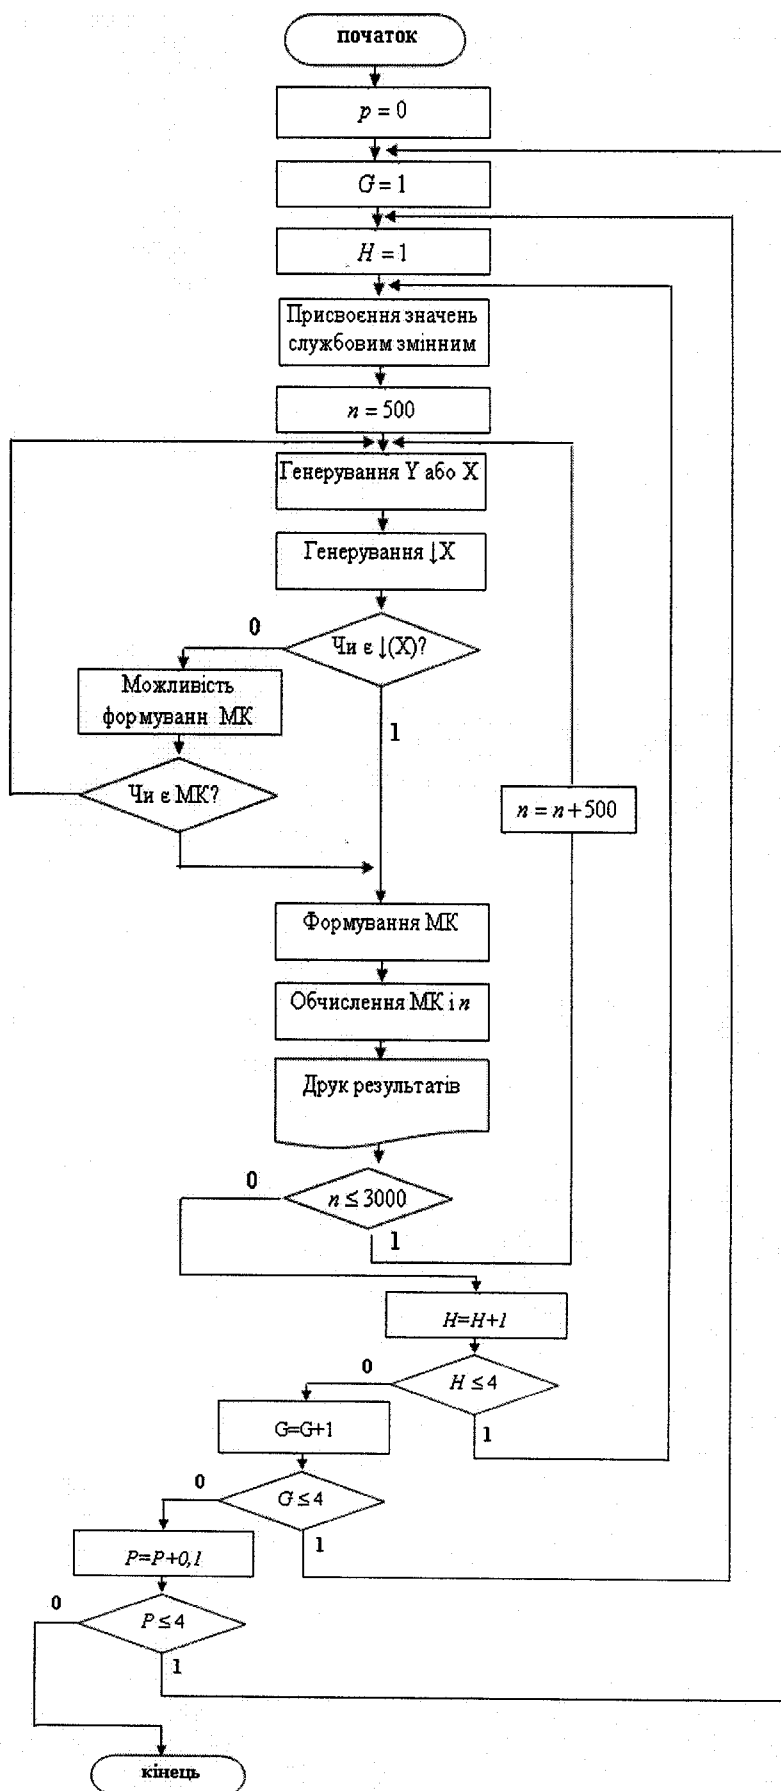 початок
p = 0
G = 1
H = 1
Присвоєння значень
службовим змінним
n = 500
Генерування Y або X
Генерування ↓X
0
Чи є ↓(X)?
Можливість
формуванн МК
1
Чи є МК?
n = n+500
Формування МК
Обчислення МК і n
Друк результатів
0
n ≤ 3000
1
H=H+1
0
H ≤ 4
G=G+1
1
0
G ≤ 4
1
P=P+0,1
0
P ≤ 4
1
кінець